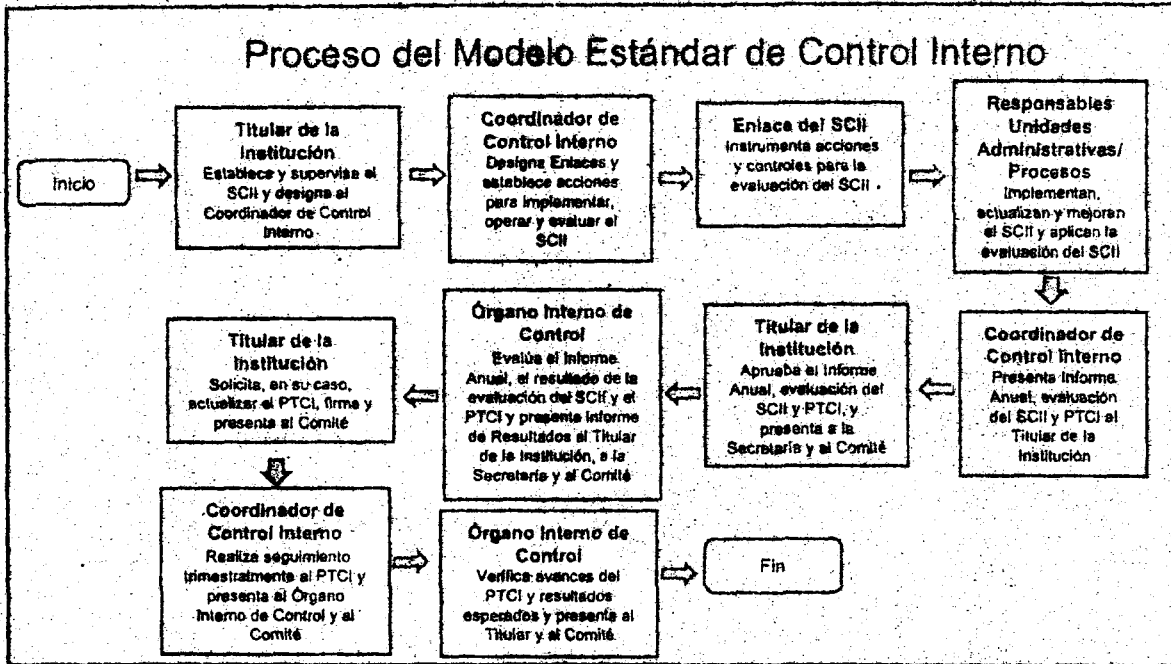 Proceso del Modelo Estándar de Control Interno
Inicio
Titular de la
Institución
Establece y supervisa el
SCII y designa al
Coordinador de Control
Interno
Coordinador de
Control Interno
Designa Enlaces y
establece acciones
para implementar,
operar y evaluar el
SCII
Enlace del SCII
Instrumenta acciones
y controles para la
evaluación del SCII
Responsables
Unidades
Administrativas/
Procesos
Implementan,
actualizan y mejoran
el SCII y aplican la
evaluación del SCII
Coordinador de
Control Interno
Presenta Informe
Anual, evaluación
del SCII y PTCI al
Titular de la
Institución
Titular de la
Institución
Aprueba el Informe
Anual, evaluación del
SCII y PTCI, y
presenta a la
Secretaría y al Comité
Órgano Interno de
Control
Evalúa el Informe
Anual, el resultado de la
evaluación del SCII y
el PTCI y presenta Informe
de Resultados al Titular
de la Institución, a la
Secretaría y al Comité
Titular de la
Institución
Solicita, en su caso,
actualizar el PTCI, firma y
presenta al Comité
Coordinador de
Control Interno
Realiza seguimiento
trimestralmente al PTCI y
presenta al Órgano
Interno de Control y al
Comité
Órgano Interno de
Control
Verifica avances del
PTCI y resultados
esperados y presenta al
Titular y al Comité
Fin